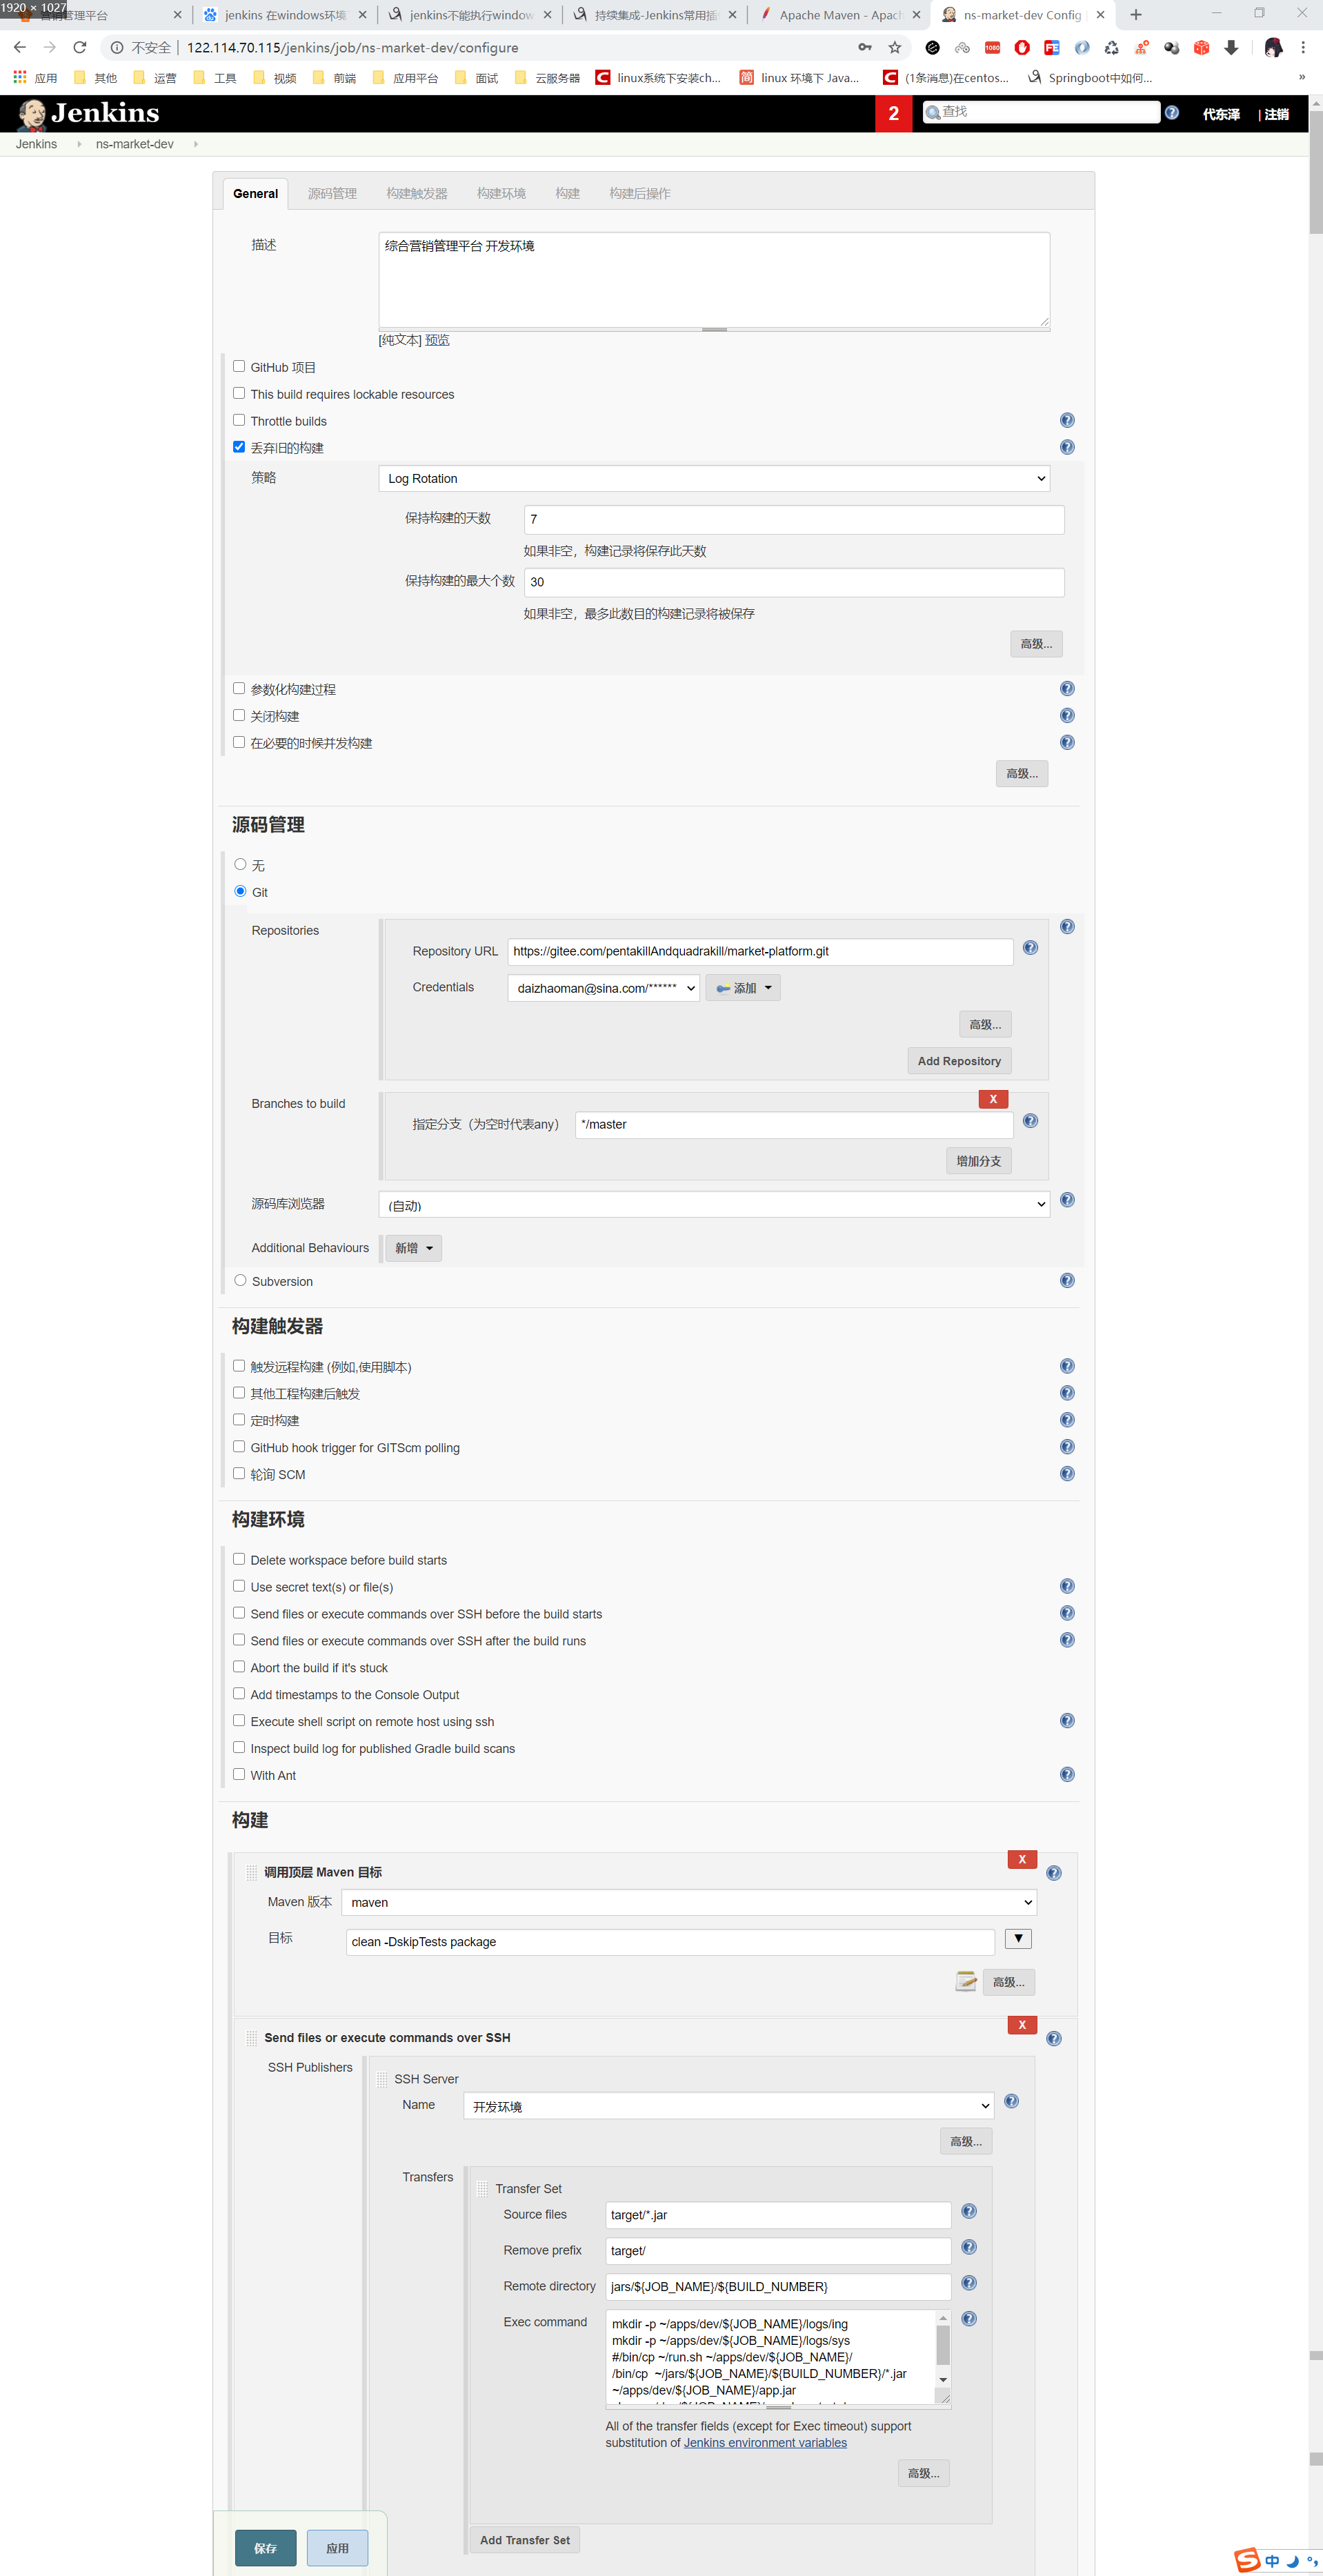 1920 × 1027
营销管理平台
jenkins 在windows环境
jenkins不能执行window
持续集成-Jenkins常用插
Apache Maven - Apach
ns-market-dev Config
不安全 | 122.114.70.115/jenkins/job/ns-market-dev/configure
应用 其他 运营 工具 视频 前端 应用平台 面试 云服务器 linux系统下安装ch... linux 环境下 Java... (1条消息)在centos... Springboot中如何... »
Jenkins 2 查找 代东泽 | 注销
Jenkins ns-market-dev
General 源码管理 构建触发器 构建环境 构建 构建后操作
描述 综合营销管理平台 开发环境
[纯文本] 预览
GitHub 项目
This build requires lockable resources
Throttle builds
丢弃旧的构建
策略 Log Rotation
保持构建的天数 7
如果非空，构建记录将保存此天数
保持构建的最大个数 30
如果非空，最多此数目的构建记录将被保存
高级...
参数化构建过程
关闭构建
在必要的时候并发构建
高级...
源码管理
无
Git
Repositories
Repository URL https://gitee.com/pentakillAndquadrakill/market-platform.git
Credentials daizhaoman@sina.com/****** 添加
高级...
Add Repository
Branches to build X
指定分支（为空时代表any） */master
增加分支
源码库浏览器 (自动)
Additional Behaviours 新增
Subversion
构建触发器
触发远程构建 (例如,使用脚本)
其他工程构建后触发
定时构建
GitHub hook trigger for GITScm polling
轮询 SCM
构建环境
Delete workspace before build starts
Use secret text(s) or file(s)
Send files or execute commands over SSH before the build starts
Send files or execute commands over SSH after the build runs
Abort the build if it's stuck
Add timestamps to the Console Output
Execute shell script on remote host using ssh
Inspect build log for published Gradle build scans
With Ant
构建
X
调用顶层 Maven 目标
Maven 版本 maven
目标 clean -DskipTests package
高级...
X
Send files or execute commands over SSH
SSH Publishers
SSH Server
Name 开发环境
高级...
Transfers
Transfer Set
Source files target/*.jar
Remove prefix target/
Remote directory jars/${JOB_NAME}/${BUILD_NUMBER}
Exec command mkdir -p ~/apps/dev/${JOB_NAME}/logs/ing
mkdir -p ~/apps/dev/${JOB_NAME}/logs/sys
#/bin/cp ~/run.sh ~/apps/dev/${JOB_NAME}/
/bin/cp ~/jars/${JOB_NAME}/${BUILD_NUMBER}/*.jar
~/apps/dev/${JOB_NAME}/app.jar
All of the transfer fields (except for Exec timeout) support
substitution of Jenkins environment variables
高级...
Add Transfer Set
保存 应用
中